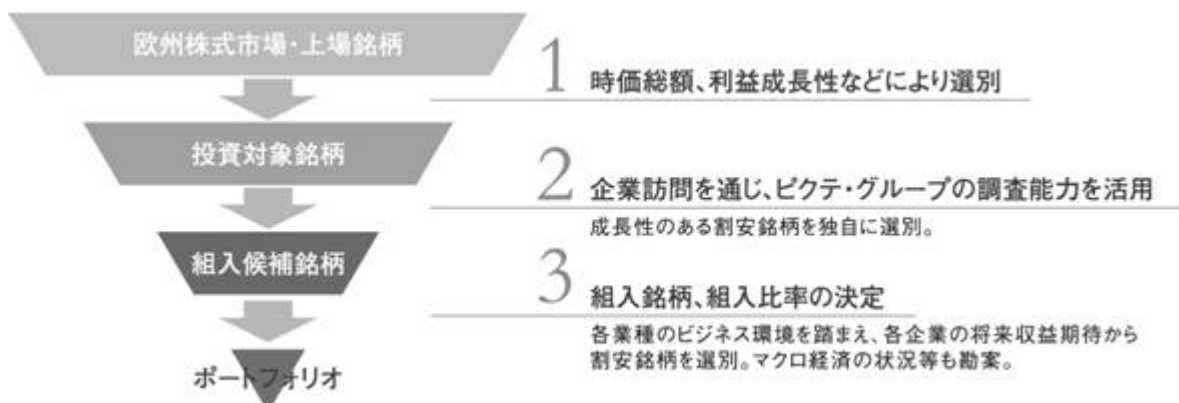 欧州株式市場・上場銘柄
1 時価総額、利益成長性などにより選別
投資対象銘柄
2 企業訪問を通じ、ピクテ・グループの調査能力を活用
成長性のある割安銘柄を独自に選別。
組入候補銘柄
3 組入銘柄、組入比率の決定
各業種のビジネス環境を踏まえ、各企業の将来収益期待から
割安銘柄を選別。マクロ経済の状況等も勘案。
ポートフォリオ